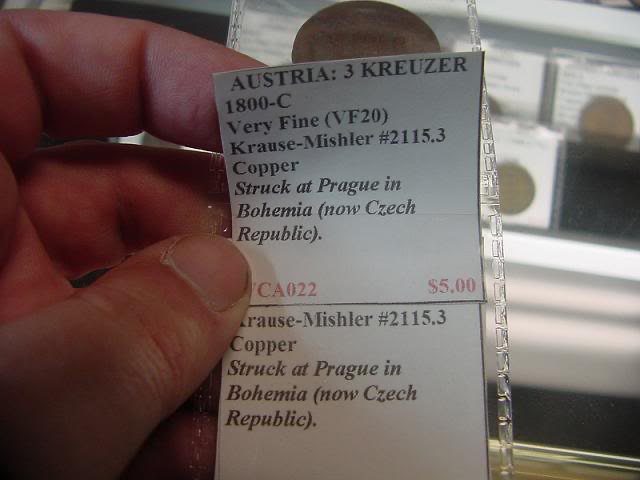 AUSTRIA: 3 KREUZER
1800-C
Very Fine (VF20)
Krause-Mishler #2115.3
Copper
Struck at Prague in
Bohemia (now Czech
Republic).
CA022 $5.00
Krause-Mishler #2115.3
Copper
Struck at Prague in
Bohemia (now Czech
Republic).